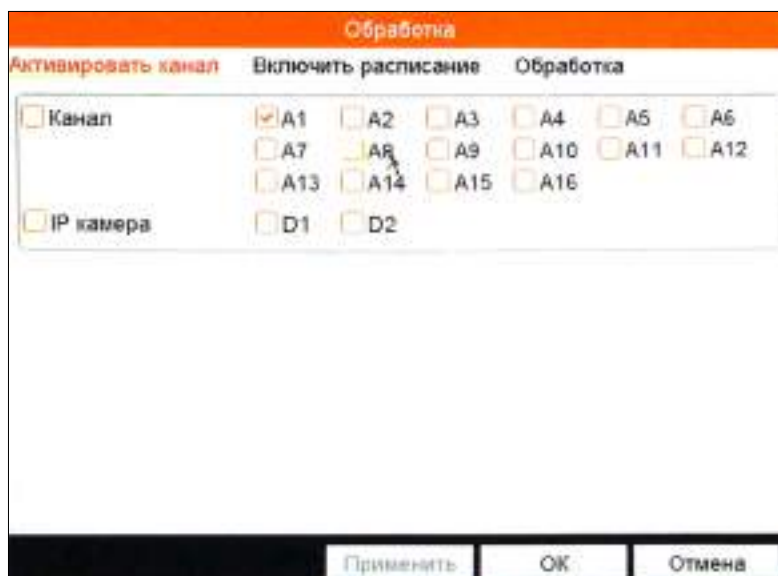 Обработка
Активировать канал Включить расписание Обработка
Канал A1 A2 A3 A4 A5 A6
A7 A8 A9 A10 A11 A12
A13 A14 A15 A16
IP камера D1 D2
Применить OK Отмена